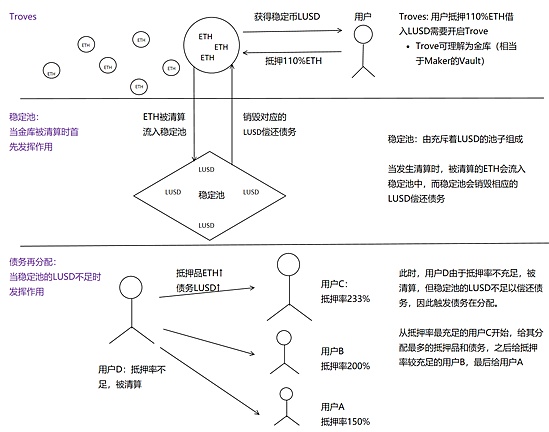 Troves
ETH
ETH
ETH
ETH
ETH
ETH
ETH
ETH
获得稳定币LUSD
抵押110%ETH
用户
Troves: 用户抵押110%ETH借
入LUSD需要开启Trove
• Trove可理解为金库（相当
于Maker的Vault）
稳定池：
当金库被清算时首
先发挥作用
ETH被清算
流入稳定池
销毁对应的
LUSD偿还债务
LUSD
LUSD
稳定池
LUSD
LUSD
稳定池：由充斥着LUSD的池子组成
当发生清算时，被清算的ETH会流入
稳定池中，而稳定池会销毁相应的
LUSD偿还债务
债务再分配：
当稳定池的LUSD不足时
发挥作用
抵押品ETH↑
债务LUSD↑
用户C：
抵押率233%
用户B
抵押率200%
用户A
抵押率150%
用户D：抵押率不
足，被清算
此时，用户D由于抵押率不充足，被
清算，但稳定池的LUSD不足以偿还债
务，因此触发债务在分配。
从抵押率最充足的用户C开始，给其分
配最多的抵押品和债务，之后给抵押
率较充足的用户B，最后给用户A